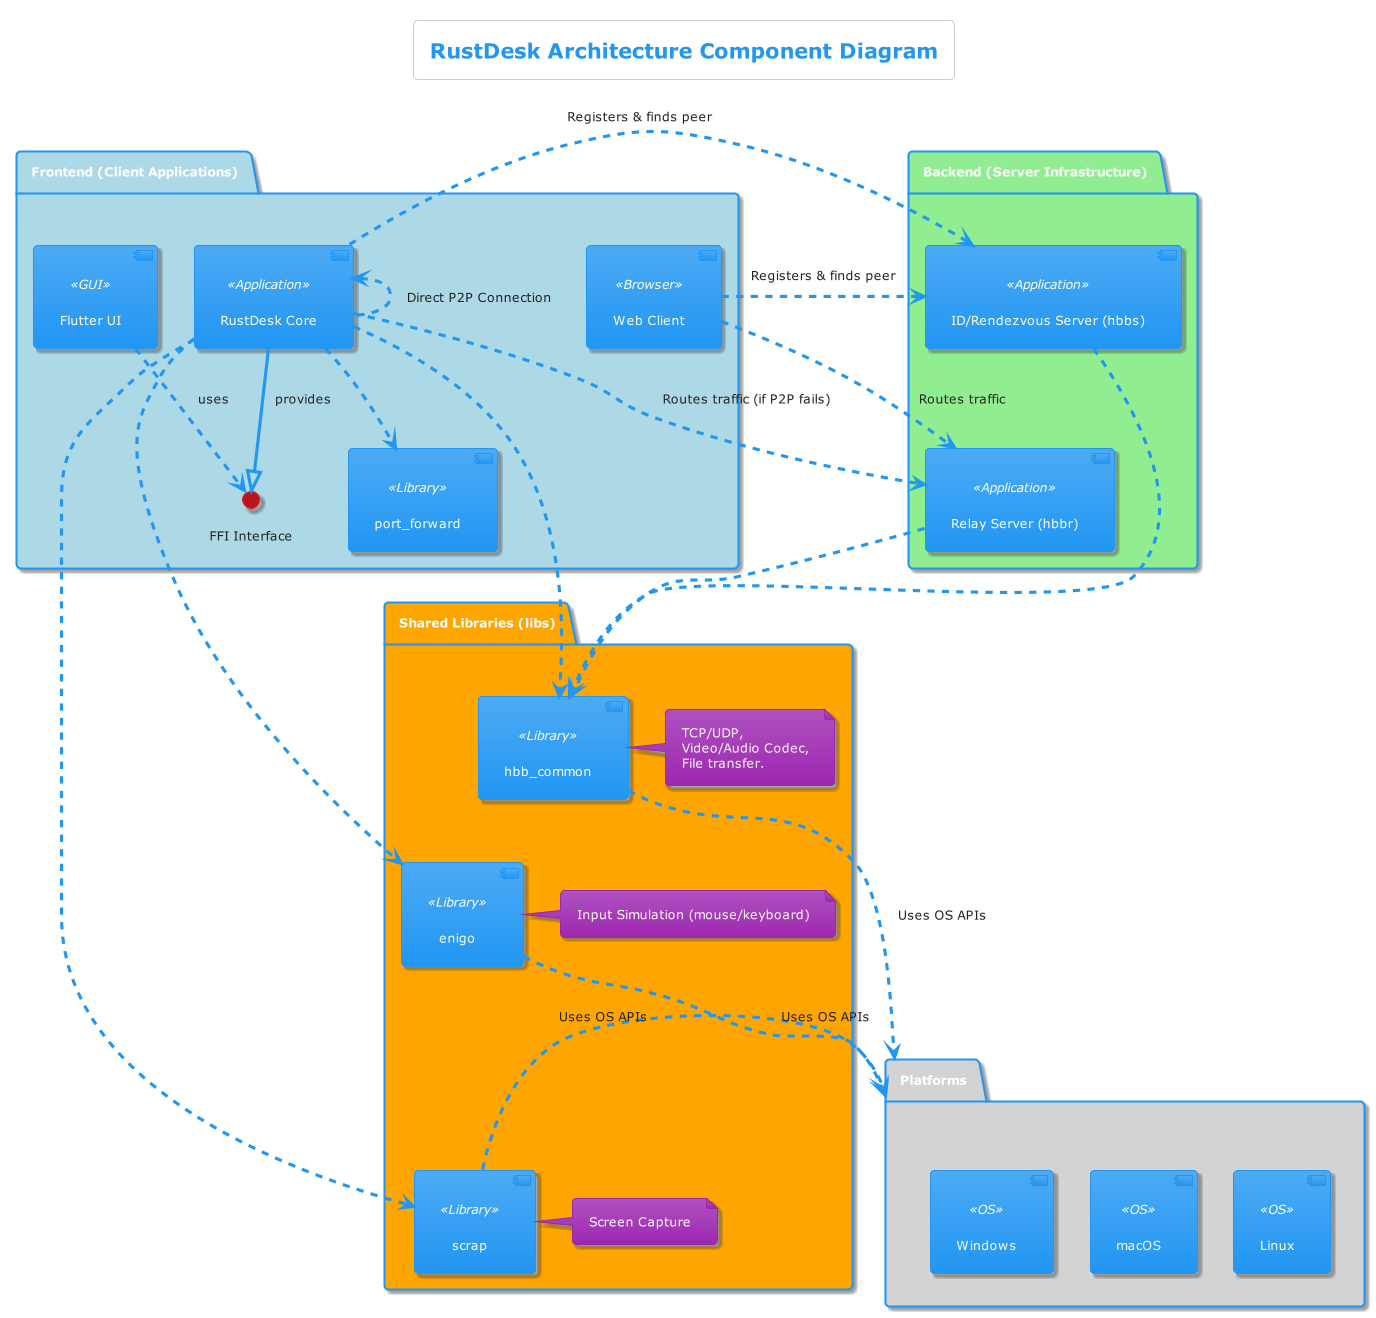 RustDesk Architecture Component Diagram
Registers & finds peer
Frontend (Client Applications)
Backend (Server Infrastructure)
«GUI»
Flutter UI
«Application»
RustDesk Core
Direct P2P Connection
«Browser»
Web Client
Registers & finds peer
«Application»
ID/Rendezvous Server (hbbs)
uses
provides
Routes traffic (if P2P fails)
Routes traffic
FFI Interface
«Library»
port_forward
«Application»
Relay Server (hbbr)
Shared Libraries (libs)
«Library»
hbb_common
TCP/UDP,
Video/Audio Codec,
File transfer.
«Library»
enigo
Input Simulation (mouse/keyboard)
Uses OS APIs
Uses OS APIs
Uses OS APIs
Platforms
«Library»
scrap
Screen Capture
«OS»
Windows
«OS»
macOS
«OS»
Linux